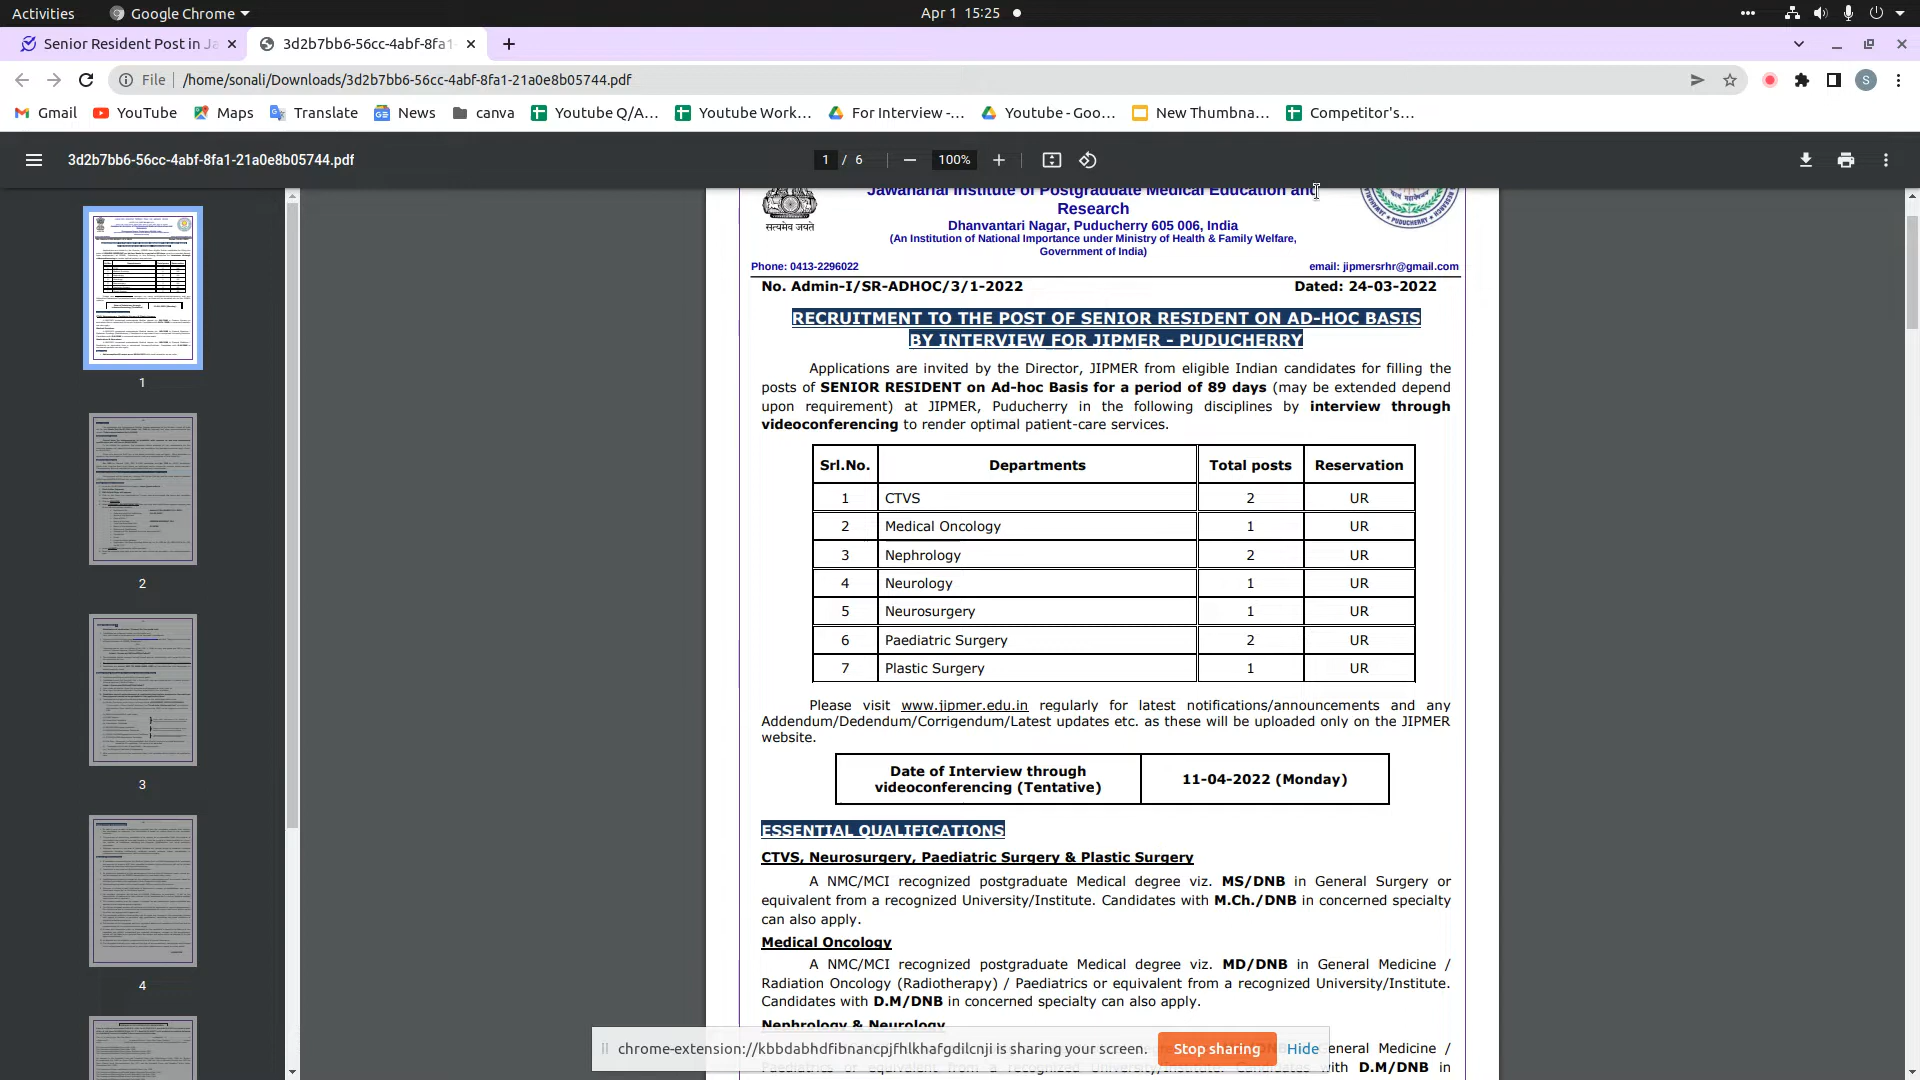 Activities Google Chrome Apr 1 15:25
Senior Resident Post in Ja 3d2b7bb6-56cc-4abf-8fa1-
File /home/sonali/Downloads/3d2b7bb6-56cc-4abf-8fa1-21a0e8b05744.pdf S
Gmail YouTube Maps Translate News canva Youtube Q/A... Youtube Work... For Interview -... Youtube - Goo... New Thumbna... Competitor's...
3d2b7bb6-56cc-4abf-8fa1-21a0e8b05744.pdf 1 / 6 100%
1
2
3
4
Jawaharlal Institute of Postgraduate Medical Education and
Research
Dhanvantari Nagar, Puducherry 605 006, India
(An Institution of National Importance under Ministry of Health & Family Welfare,
Government of India)
सत्यमेव जयते
Phone: 0413-2296022 email: jipmersrhr@gmail.com
No. Admin-I/SR-ADHOC/3/1-2022 Dated: 24-03-2022
RECRUITMENT TO THE POST OF SENIOR RESIDENT ON AD-HOC BASIS
BY INTERVIEW FOR JIPMER - PUDUCHERRY
Applications are invited by the Director, JIPMER from eligible Indian candidates for filling the
posts of SENIOR RESIDENT on Ad-hoc Basis for a period of 89 days (may be extended depend
upon requirement) at JIPMER, Puducherry in the following disciplines by interview through
videoconferencing to render optimal patient-care services.
Srl.No. Departments Total posts Reservation
1 CTVS 2 UR
2 Medical Oncology 1 UR
3 Nephrology 2 UR
4 Neurology 1 UR
5 Neurosurgery 1 UR
6 Paediatric Surgery 2 UR
7 Plastic Surgery 1 UR
Please visit www.jipmer.edu.in regularly for latest notifications/announcements and any
Addendum/Dedendum/Corrigendum/Latest updates etc. as these will be uploaded only on the JIPMER
website.
Date of Interview through
videoconferencing (Tentative) 11-04-2022 (Monday)
ESSENTIAL QUALIFICATIONS
CTVS, Neurosurgery, Paediatric Surgery & Plastic Surgery
A NMC/MCI recognized postgraduate Medical degree viz. MS/DNB in General Surgery or
equivalent from a recognized University/Institute. Candidates with M.Ch./DNB in concerned specialty
can also apply.
Medical Oncology
A NMC/MCI recognized postgraduate Medical degree viz. MD/DNB in General Medicine /
Radiation Oncology (Radiotherapy) / Paediatrics or equivalent from a recognized University/Institute.
Candidates with D.M/DNB in concerned specialty can also apply.
Nephrology & Neurology
chrome-extension://kbbdabhdfibnancpjfhlkhafgdilcnji is sharing your screen. Stop sharing Hide
General Medicine /
D.M/DNB in